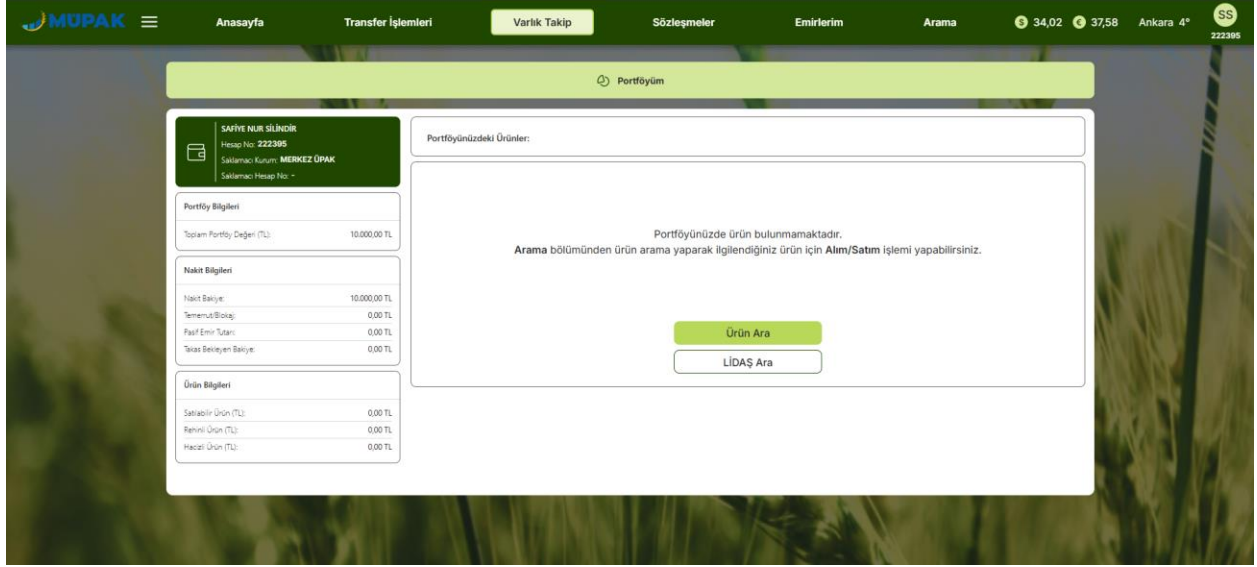 MÜPAK
Anasayfa Transfer İşlemleri Varlık Takip Sözleşmeler Emirlerim Arama $ 34,02 € 37,58 Ankara 4° SS
222395
Portföyüm
SAFİYE NUR SİLİNDİR
Hesap No: 222395
Saklamacı Kurum: MERKEZ ÜPAK
Saklamacı Hesap No: -
Portföy Bilgileri
Toplam Portföy Değeri (TL): 10.000,00 TL
Nakit Bilgileri
Nakit Bakiye: 10.000,00 TL
Temerrut/Blokaj: 0,00 TL
Pasif Emir Tutarı: 0,00 TL
Takas Bekleyen Bakiye: 0,00 TL
Ürün Bilgileri
Satılabilir Ürün (TL): 0,00 TL
Rehinli Ürün (TL): 0,00 TL
Hacizli Ürün (TL): 0,00 TL
Portföyünüzdeki Ürünler:
Portföyünüzde ürün bulunmamaktadır.
Arama bölümünden ürün arama yaparak ilgilendiğiniz ürün için Alım/Satım işlemi yapabilirsiniz.
Ürün Ara
LİDAŞ Ara